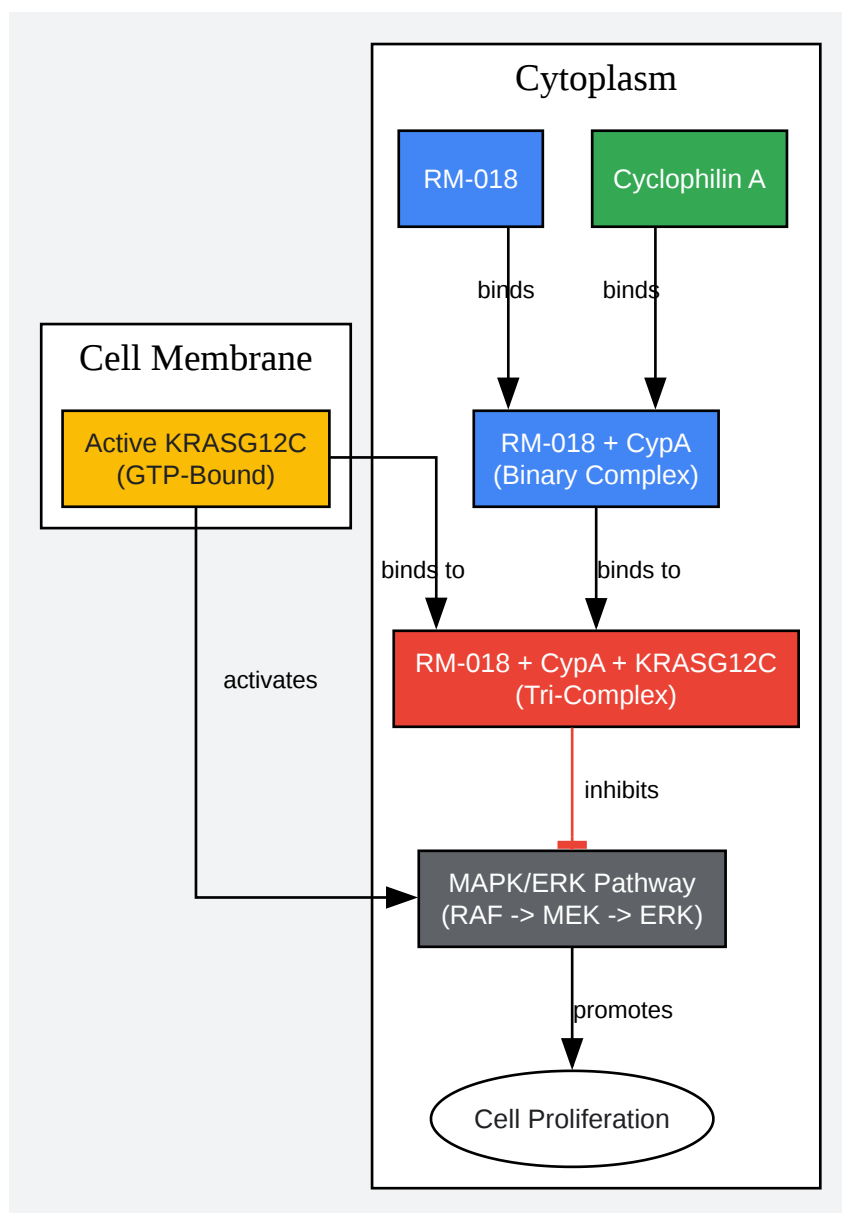 Cytoplasm
RM-018
Cyclophilin A
binds
binds
Cell Membrane
Active KRASG12C
(GTP-Bound)
RM-018 + CypA
(Binary Complex)
binds to
binds to
RM-018 + CypA + KRASG12C
(Tri-Complex)
activates
inhibits
MAPK/ERK Pathway
(RAF -> MEK -> ERK)
promotes
Cell Proliferation